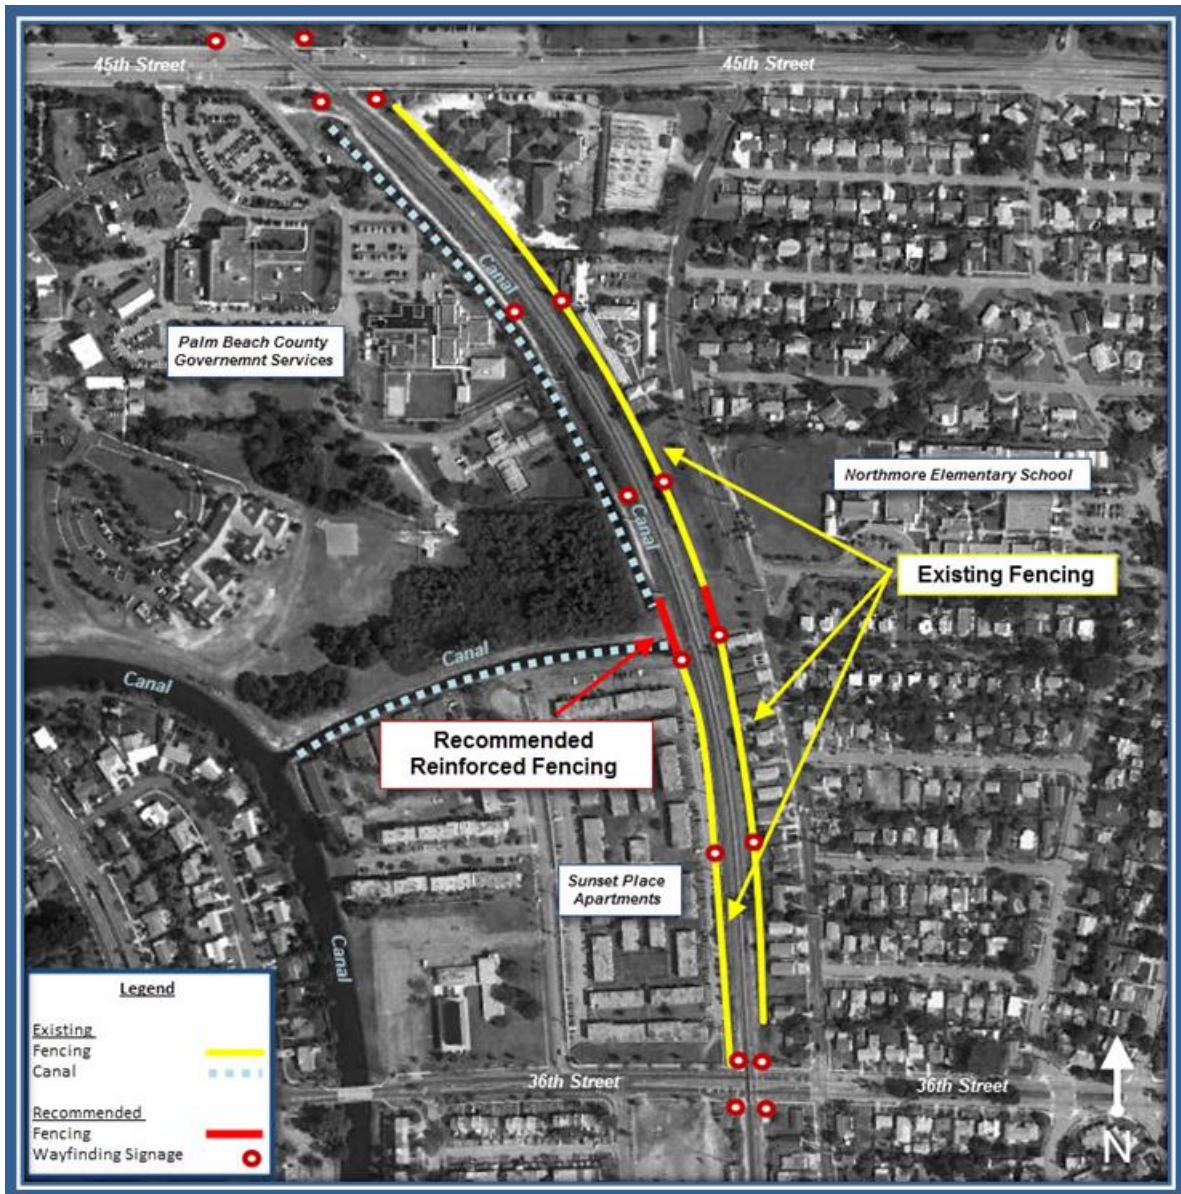 45th Street
45th Street
Canal
Palm Beach County
Governemnt Services
Northmore Elementary School
Canal
Existing Fencing
Canal
Canal
Recommended
Reinforced Fencing
Sunset Place
Apartments
Canal
Legend
Existing
Fencing
Canal
Recommended
Fencing
Wayfinding Signage
36th Street
36th Street
N